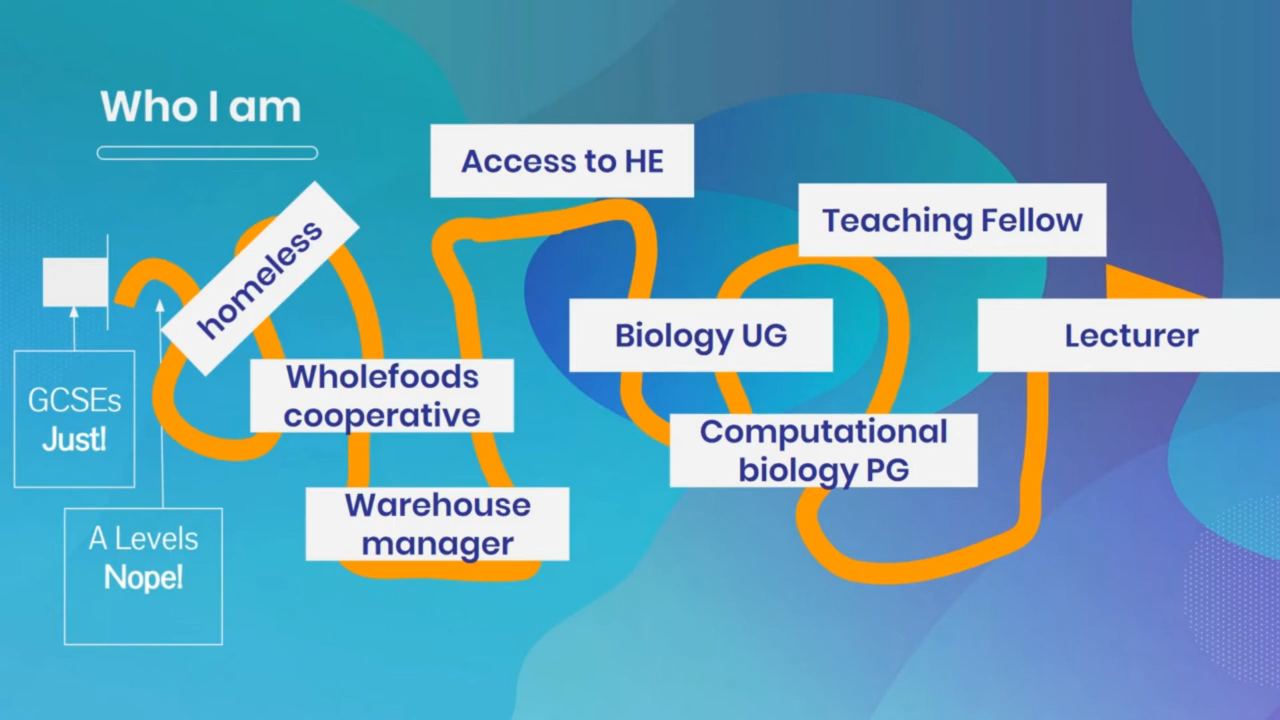 Who I am
GCSEs
Just!
A Levels
Nope!
homeless
Wholefoods
cooperative
Warehouse
manager
Access to HE
Biology UG
Computational
biology PG
Teaching Fellow
Lecturer